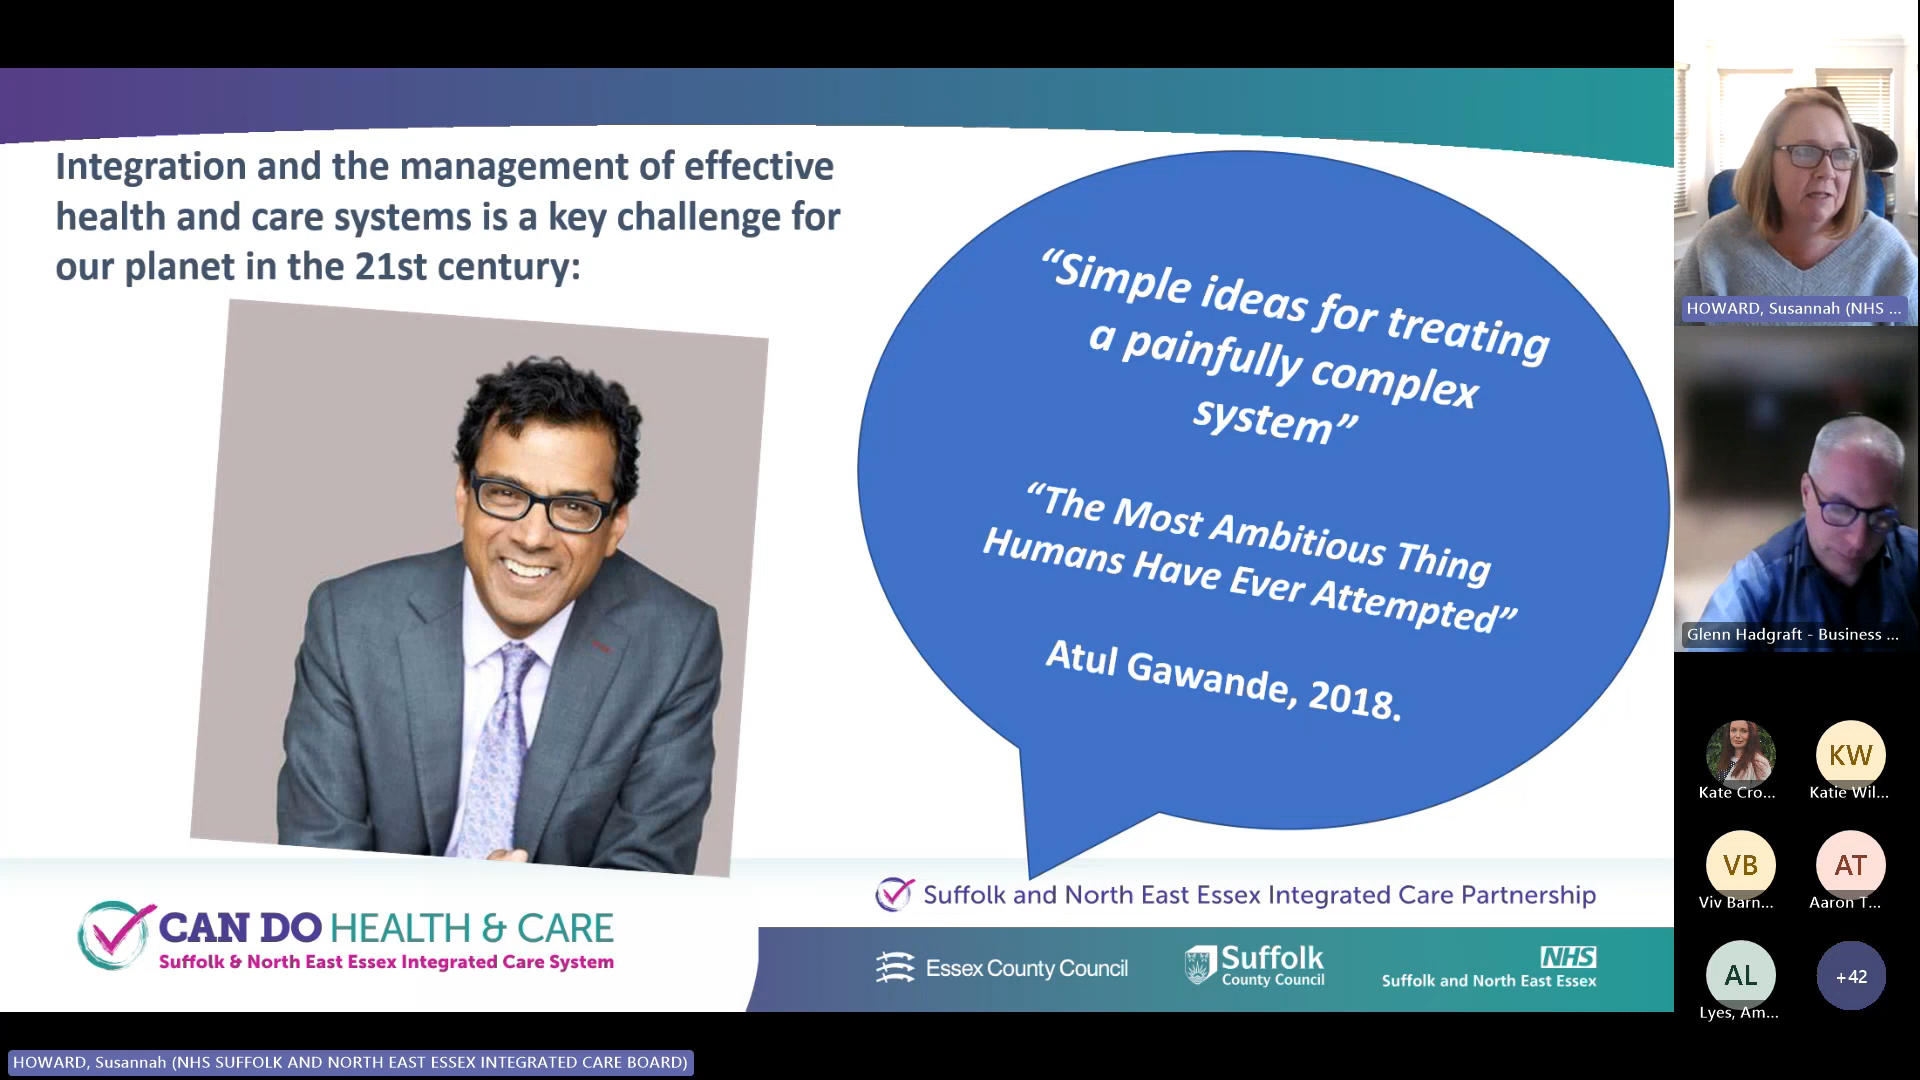 Integration and the management of effective
health and care systems is a key challenge for
our planet in the 21st century:
“Simple ideas for treating
a painfully complex
system”
“The Most Ambitious Thing
Humans Have Ever Attempted”
Atul Gawande, 2018.
CAN DO HEALTH & CARE
Suffolk & North East Essex Integrated Care System
Suffolk and North East Essex Integrated Care Partnership
Essex County Council
Suffolk
County Council
NHS
Suffolk and North East Essex
HOWARD, Susannah (NHS SUFFOLK AND NORTH EAST ESSEX INTEGRATED CARE BOARD)
HOWARD, Susannah (NHS ...
Glenn Hadgraft - Business ...
Kate Cro...
KW
Katie Wil...
VB
Viv Barn...
AT
Aaron T...
AL
Lyes, Am...
+42